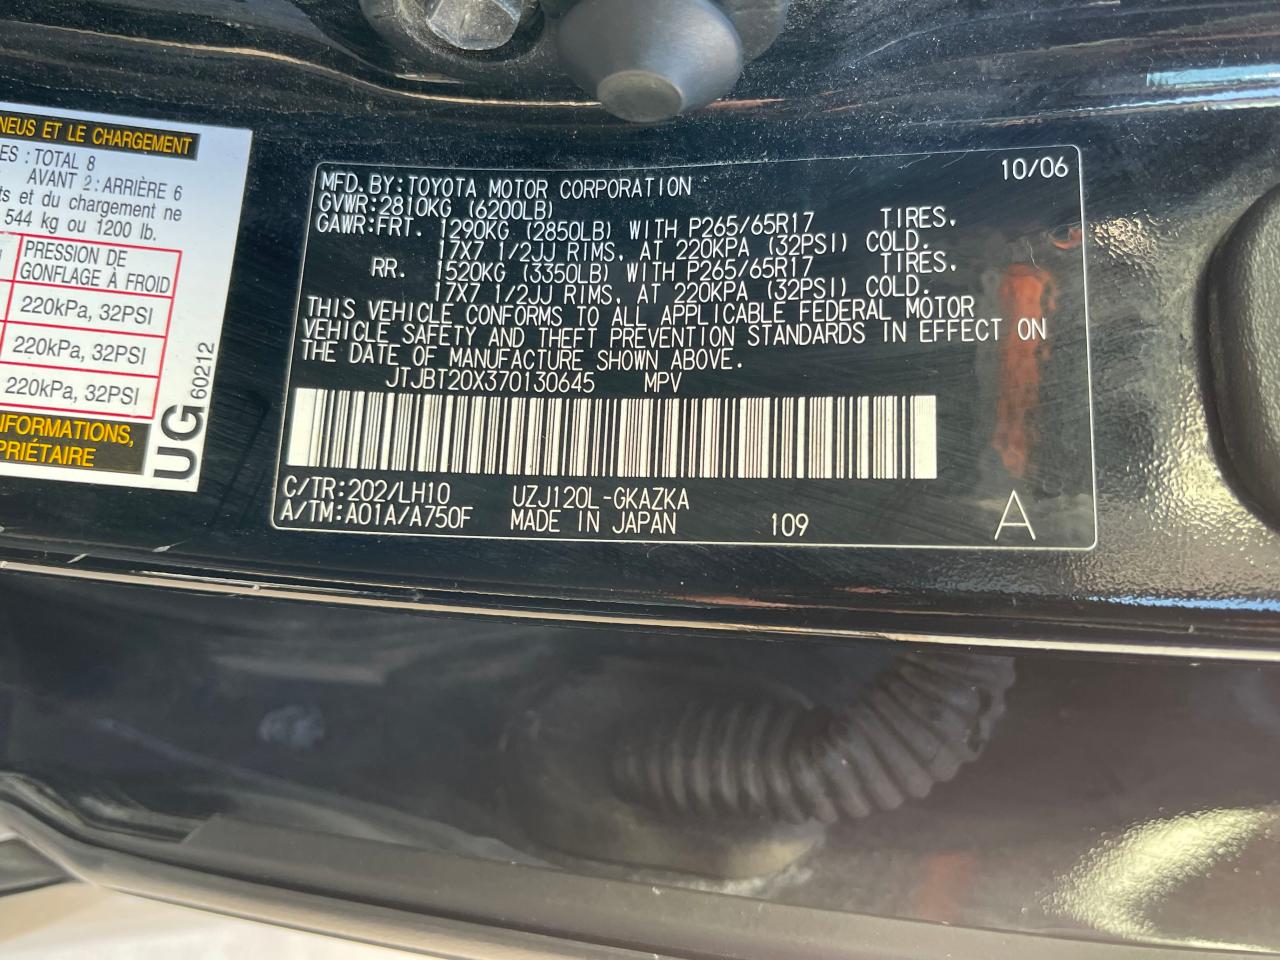 NEUS ET LE CHARGEMENT
ES : TOTAL 8
AVANT 2 : ARRIÈRE 6
ts et du chargement ne
544 kg ou 1200 lb.
PRESSION DE
GONFLAGE À FROID
220kPa, 32PSI
220kPa, 32PSI
220kPa, 32PSI
NFORMATIONS,
PRIÉTAIRE
UG
60212
10/06
MFD.BY:TOYOTA MOTOR CORPORATION
GVWR:2810KG (6200LB)
GAWR:FRT. 1290KG (2850LB) WITH P265/65R17 TIRES.
17X7 1/2JJ RIMS, AT 220KPA (32PSI) COLD.
RR. 1520KG (3350LB) WITH P265/65R17 TIRES.
17X7 1/2JJ RIMS, AT 220KPA (32PSI) COLD.
THIS VEHICLE CONFORMS TO ALL APPLICABLE FEDERAL MOTOR
VEHICLE SAFETY AND THEFT PREVENTION STANDARDS IN EFFECT ON
THE DATE OF MANUFACTURE SHOWN ABOVE.
JTJBT20X370130645 MPV
C/TR:202/LH10 UZJ120L-GKAZKA
A/TM:A01A/A750F MADE IN JAPAN 109 A